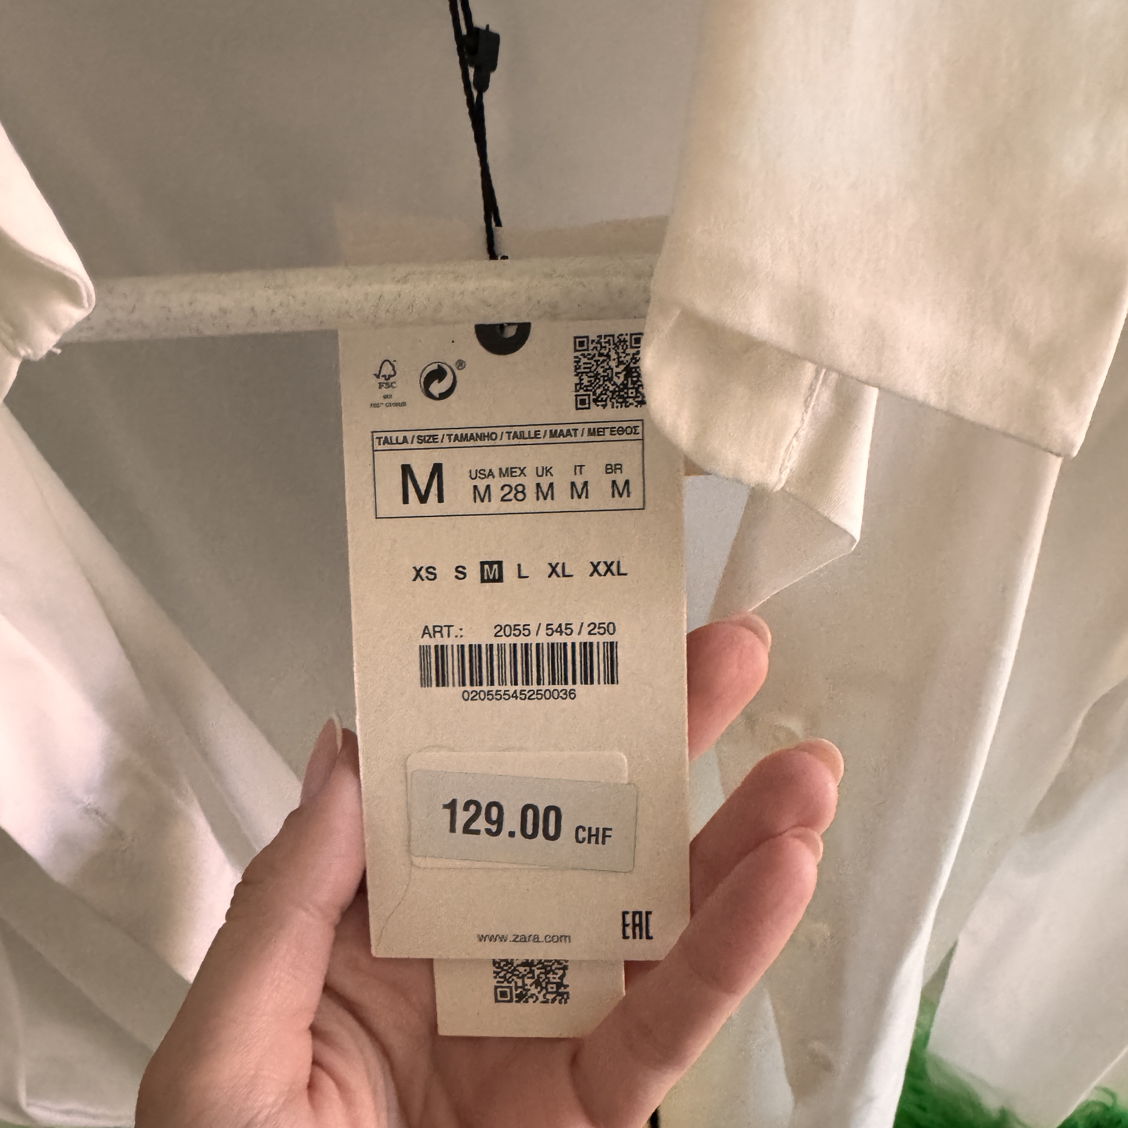 ®
FSC
TALLA / SIZE / TAMANHO / TAILLE / MAAT / ΜΕΓΕΘΟΣ
M
USA MEX UK IT BR
M 28 M M M
XS S M L XL XXL
ART.: 2055 / 545 / 250
02055545250036
129.00 CHF
EAC
www.zara.com